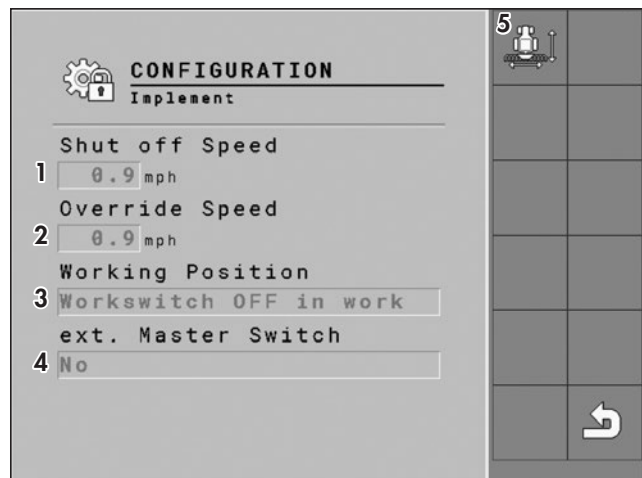 5
CONFIGURATION
Implement
Shut off Speed
1 0.9 mph
Override Speed
2 0.9 mph
Working Position
3 Workswitch OFF in work
ext. Master Switch
4 No